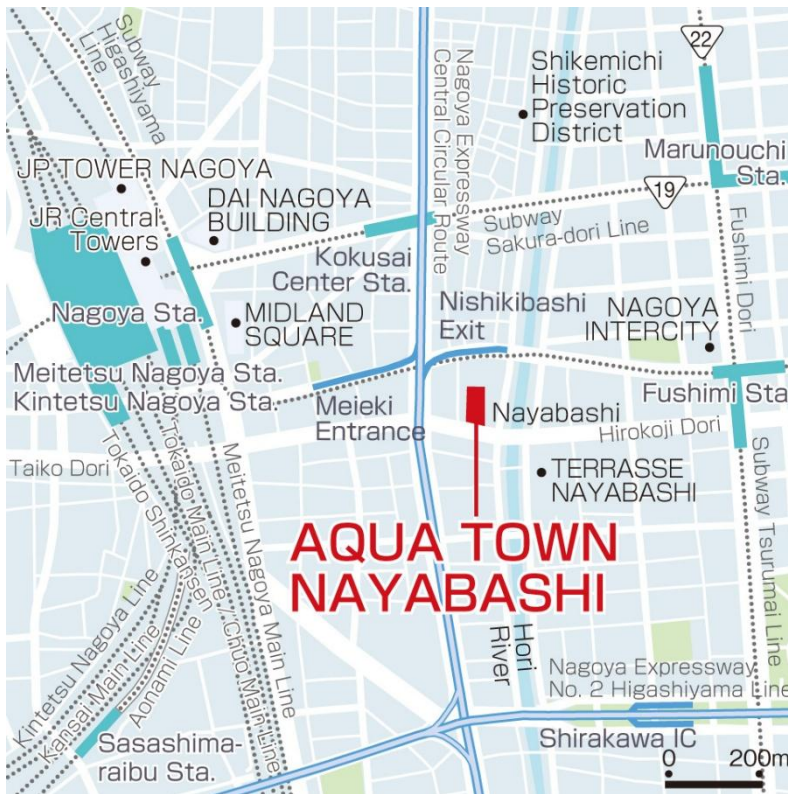 Subway
Higashiyama
Line
Nagoya Expressway
Central Circular Route
Shikemichi
Historic
Preservation
District
22
Marunouchi
Sta.
JP TOWER NAGOYA
DAI NAGOYA
BUILDING
JR Central
Towers
19
Subway
Sakura-dori Line
Fushimi Dori
Kokusai
Center Sta.
Nagoya Sta.
MIDLAND
SQUARE
Nishikibashi
Exit
NAGOYA
INTERCITY
Meitetsu Nagoya Sta.
Kintetsu Nagoya Sta.
Meieki
Entrance
Nayabashi
Fushimi Sta
Hirokoji Dori
Taiko Dori
TERRASSE
NAYABASHI
AQUA TOWN
NAYABASHI
Tokaido Shinkansen
Tokaido Main Line / Chuo Main Line
Meitetsu Nagoya Main Line
Subway Tsurumai Line
Kintetsu Nagoya Line
Kansai Main Line
Aonami Line
Hori
River
Nagoya Expressway
No. 2 Higashiyama Line
Sasashima-
raibu Sta.
Shirakawa IC
0 200m